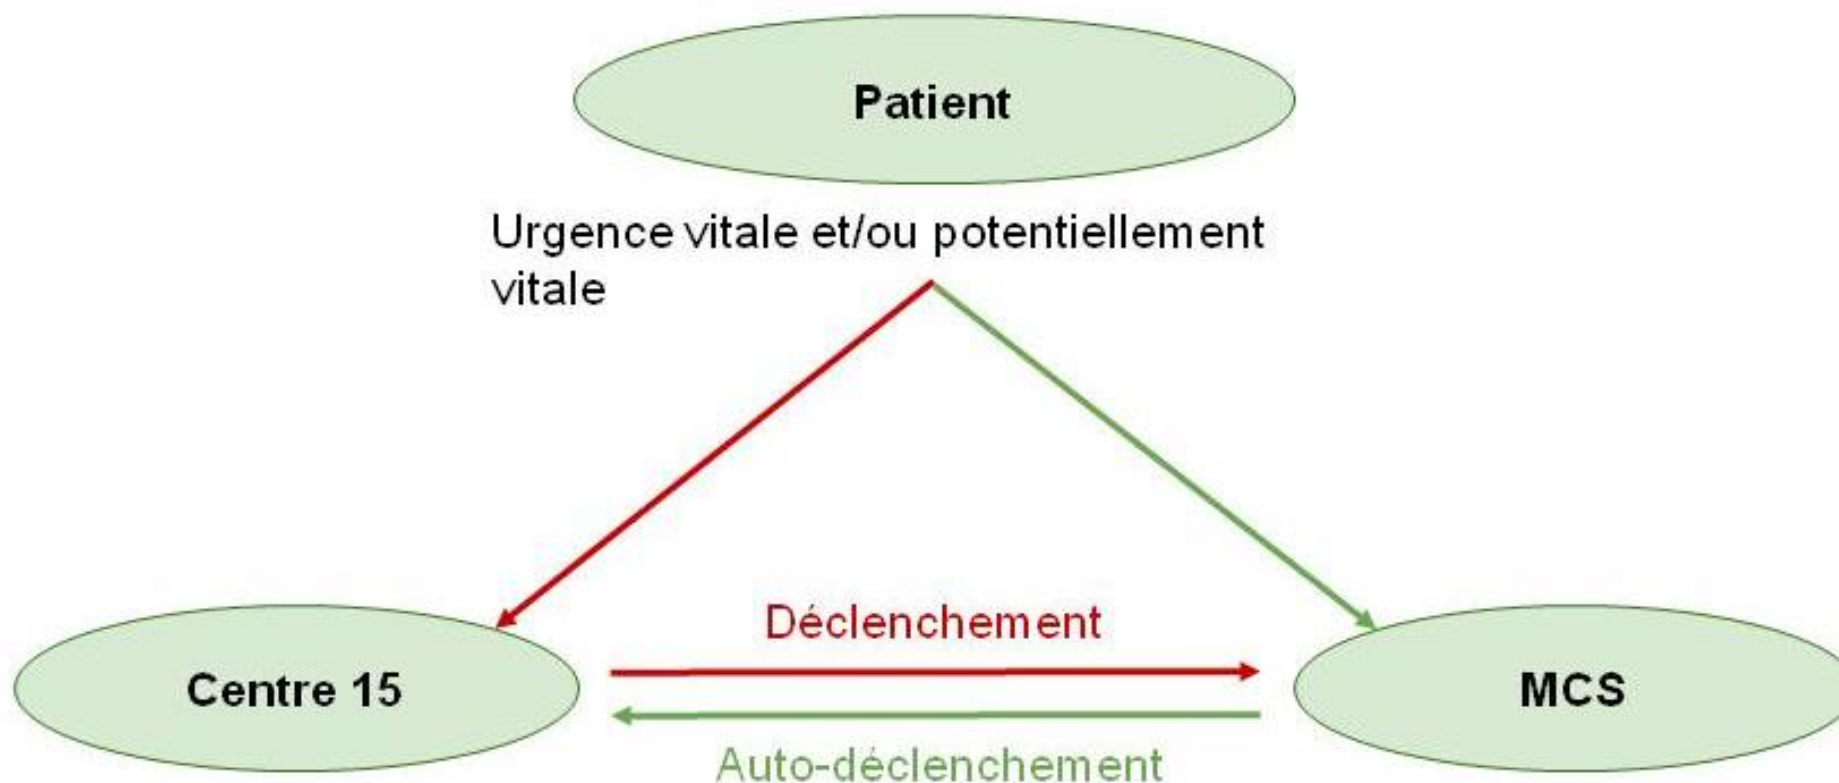 Patient
Urgence vitale et/ou potentiellement
vitale
Déclenchement
Centre 15
MCS
Auto-déclenchement